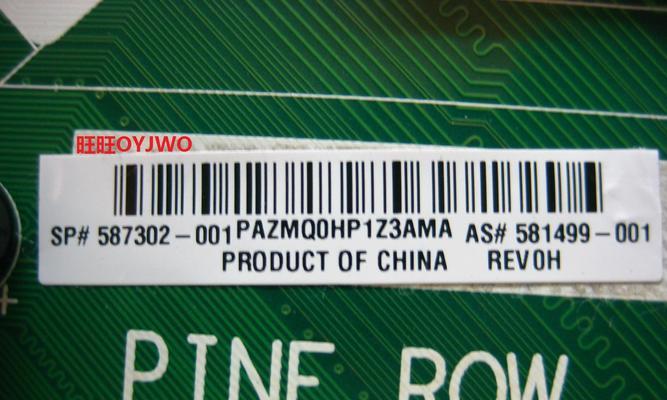 旺旺OYJWO
SP# 587302-001 PAZMQ0HP1Z3AMA AS# 581499-001
PRODUCT OF CHINA REV0H
PINE ROW